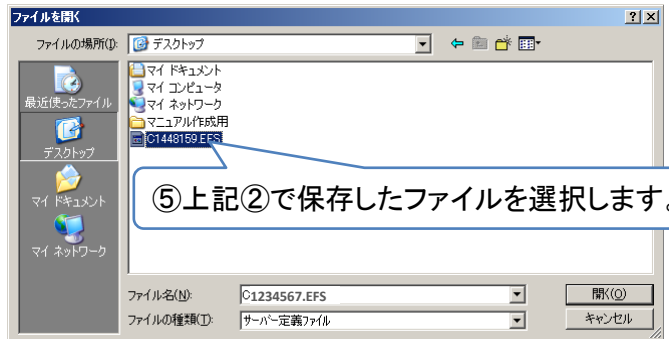 ファイルを開く
ファイルの場所(I):
デスクトップ
最近使ったファイル
デスクトップ
マイ ドキュメント
マイ ネットワーク
マイ ドキュメント
マイ コンピュータ
マイ ネットワーク
マニュアル作成用
C1448159.EFS
⑤上記②で保存したファイルを選択します。
ファイル名(N):
C1234567.EFS
開く(O)
ファイルの種類(T):
サーバー定義ファイル
キャンセル